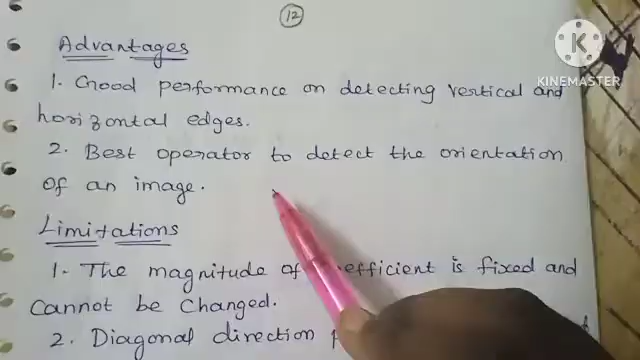 12
KINEMASTER
Advantages
1. Good performance on detecting vertical and
horizontal edges.
2. Best operator to detect the orientation
of an image.
Limitations
1. The magnitude of efficient is fixed and
Cannot be changed.
2. Diagonal direction